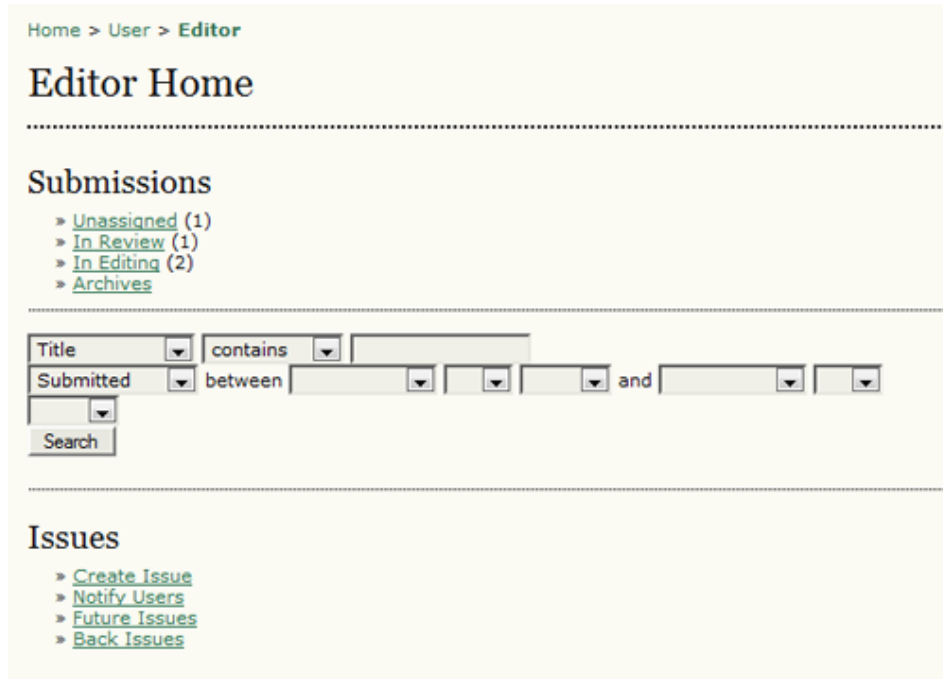 Home > User > Editor
Editor Home
Submissions
» Unassigned (1)
» In Review (1)
» In Editing (2)
» Archives
Title contains
Submitted between and
Search
Issues
» Create Issue
» Notify Users
» Future Issues
» Back Issues